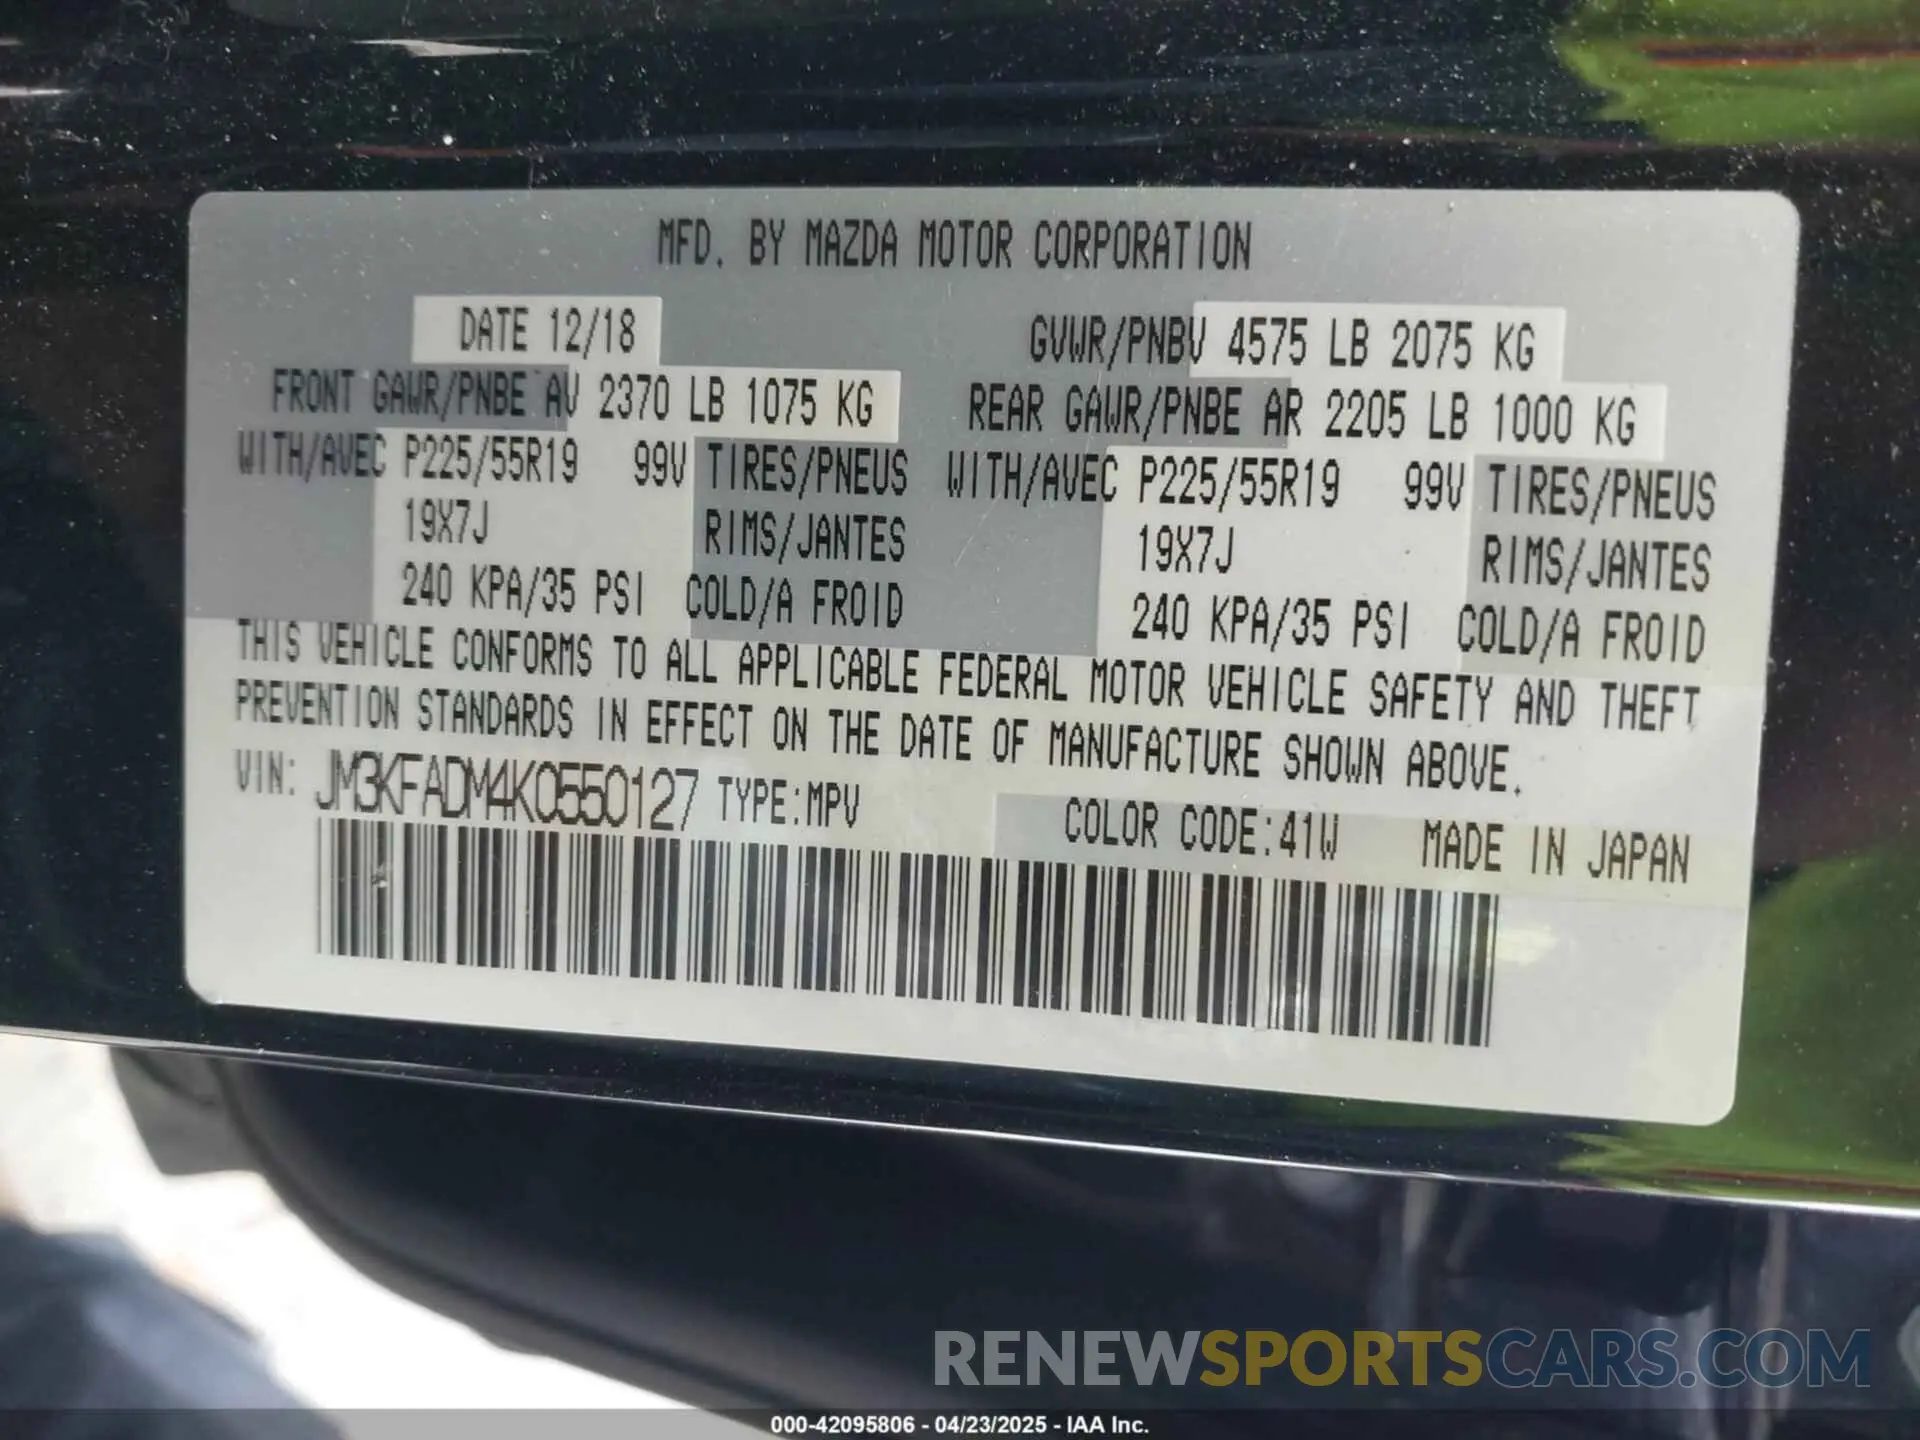 MFD. BY MAZDA MOTOR CORPORATION
DATE 12/18 GVWR/PNBV 4575 LB 2075 KG
FRONT GAWR/PNBE AV 2370 LB 1075 KG REAR GAWR/PNBE AR 2205 LB 1000 KG
WITH/AVEC P225/55R19 99V TIRES/PNEUS WITH/AVEC P225/55R19 99V TIRES/PNEUS
19X7J RIMS/JANTES 19X7J RIMS/JANTES
240 KPA/35 PSI COLD/A FROID 240 KPA/35 PSI COLD/A FROID
THIS VEHICLE CONFORMS TO ALL APPLICABLE FEDERAL MOTOR VEHICLE SAFETY AND THEFT
PREVENTION STANDARDS IN EFFECT ON THE DATE OF MANUFACTURE SHOWN ABOVE.
VIN: JM3KFADM4K0550127 TYPE:MPV COLOR CODE:41W MADE IN JAPAN
RENEWSPORTSCARS.COM
000-42095806 - 04/23/2025 - IAA Inc.